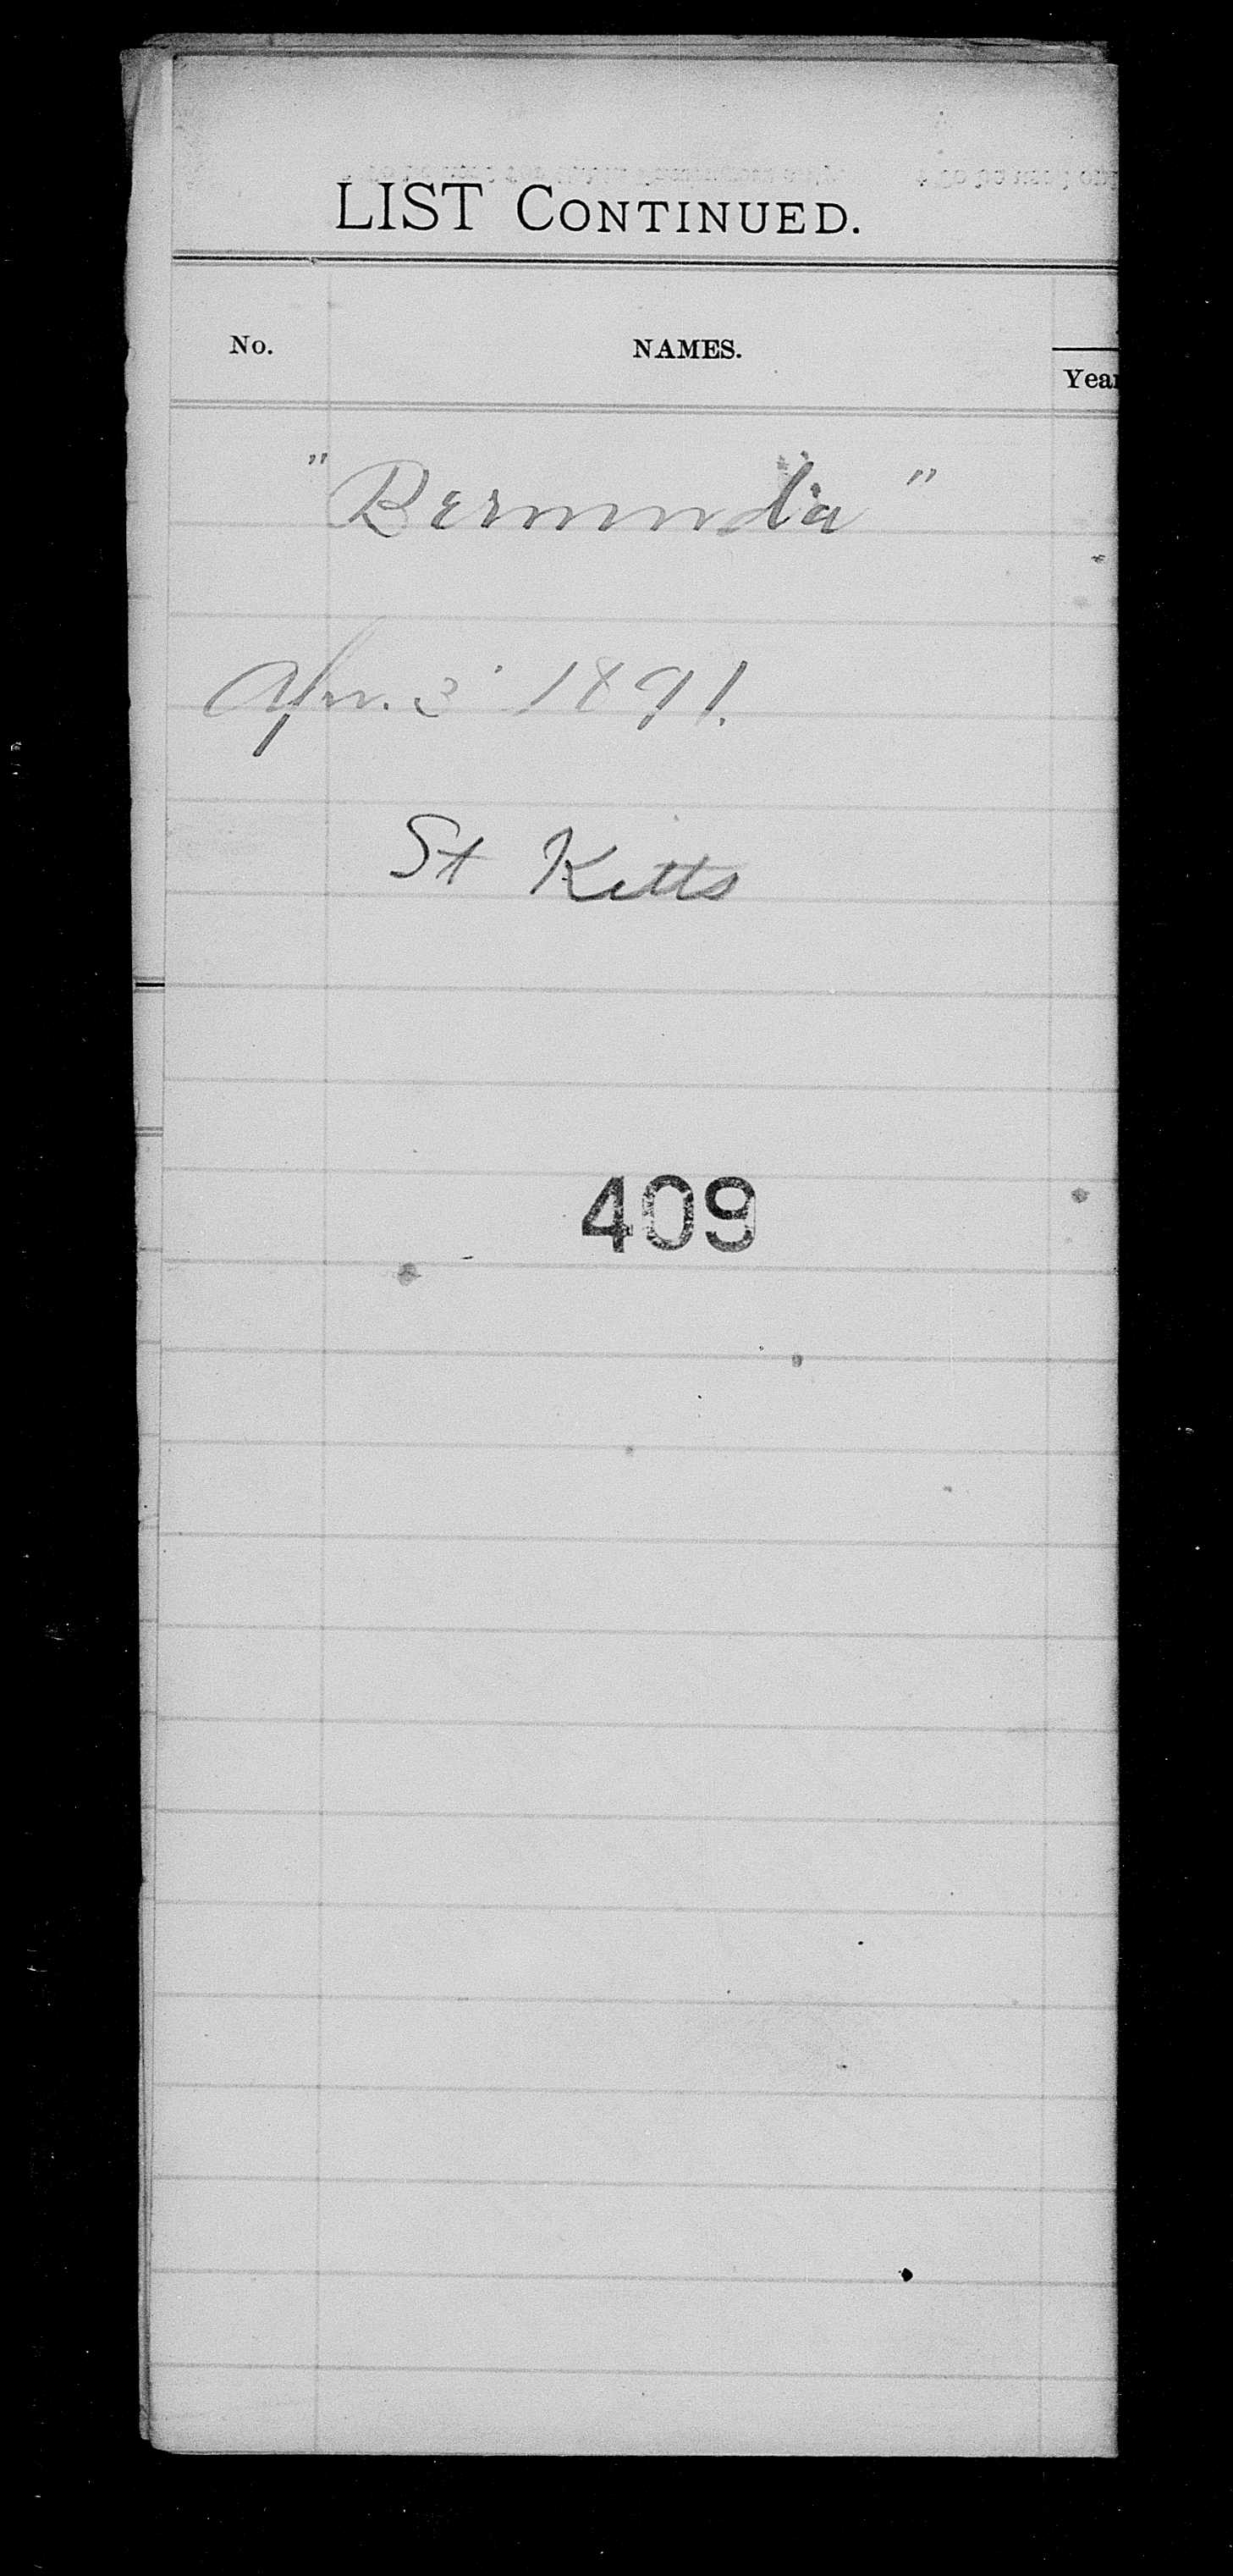 LIST CONTINUED.
No. NAMES.
Year
"Bermuda"
Apr. 3 1891.
St Kitts
409